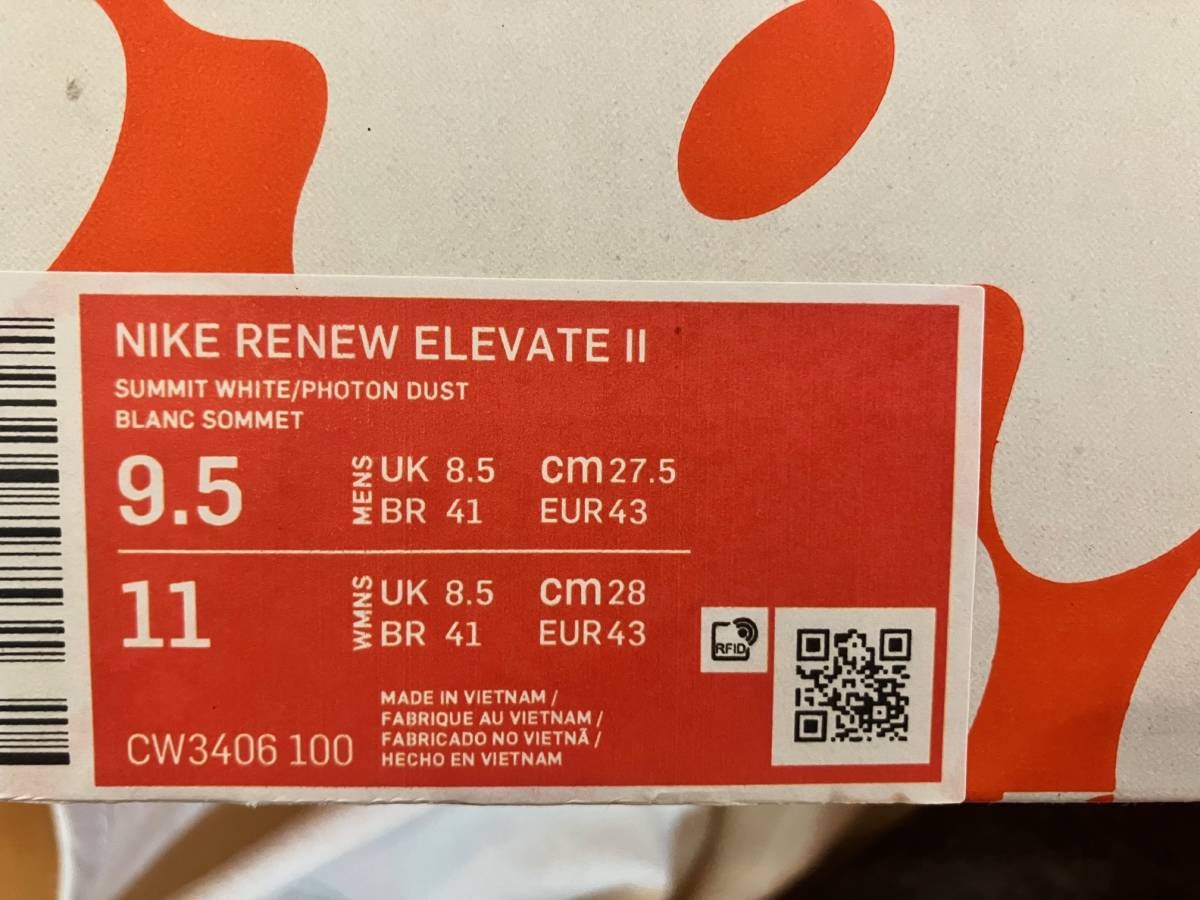 NIKE RENEW ELEVATE II
SUMMIT WHITE/PHOTON DUST
BLANC SOMMET
9.5 MENS UK 8.5 cm 27.5
BR 41 EUR 43
11 WMNS UK 8.5 cm 28
BR 41 EUR 43
MADE IN VIETNAM /
FABRIQUE AU VIETNAM /
FABRICADO NO VIETNÃ /
HECHO EN VIETNAM
CW3406 100
RFID